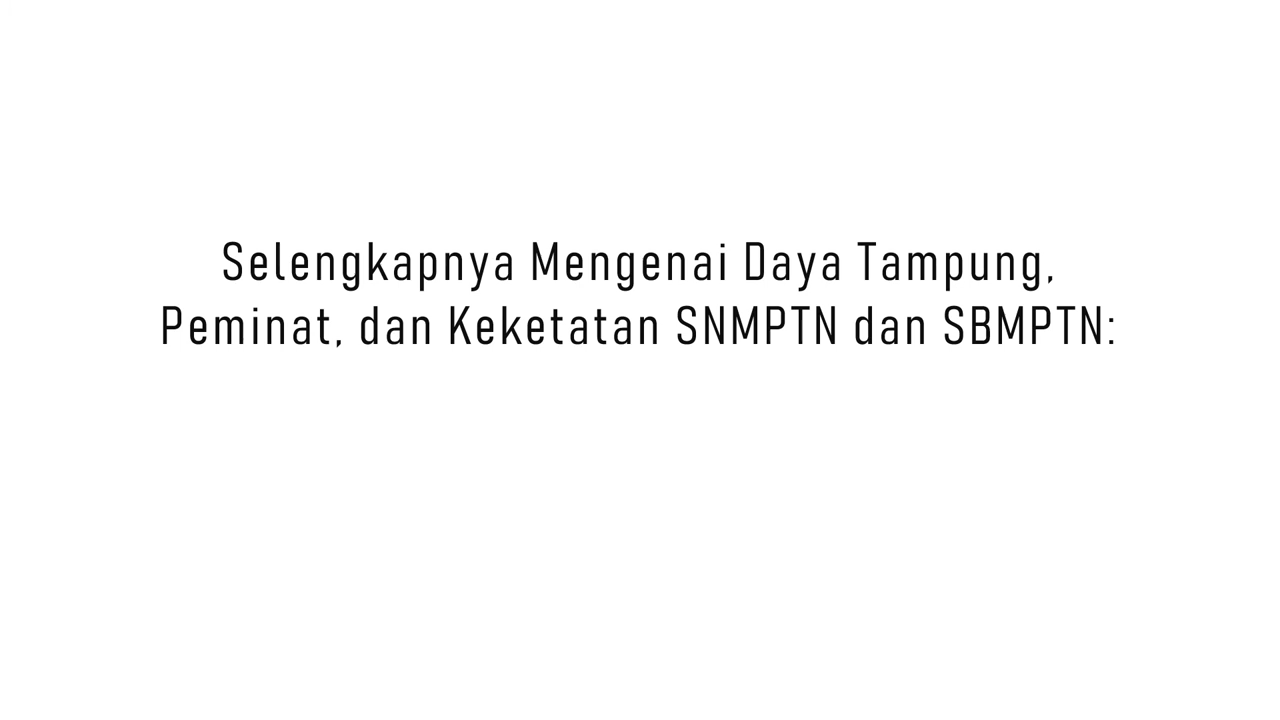 Selengkapnya Mengenai Daya Tampung,
Peminat, dan Keketatan SNMPTN dan SBMPTN: